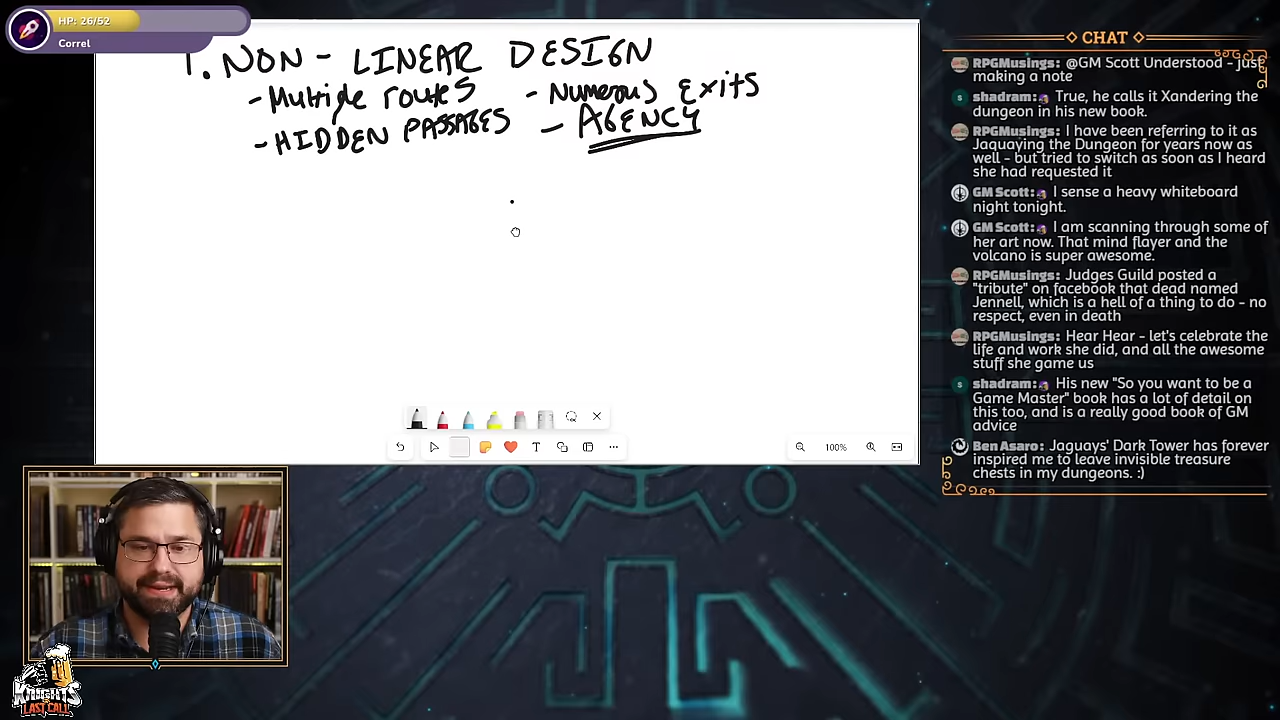 HP: 26/52
Correl
1. NON - LINEAR DESIGN
- Multiple routes - Numerous Exits
- HIDDEN PASSAGES - AGENCY
100%
CHAT
RPGMusings: @GM Scott Understood - just
making a note
shadram: True, he calls it Xandering the
dungeon in his new book.
RPGMusings: I have been referring to it as
Jaquaying the Dungeon for years now as
well - but tried to switch as soon as I heard
she had requested it
GM Scott: I sense a heavy whiteboard
night tonight.
GM Scott: I am scanning through some of
her art now. That mind flayer and the
volcano is super awesome.
RPGMusings: Judges Guild posted a
"tribute" on facebook that dead named
Jennell, which is a hell of a thing to do - no
respect, even in death
RPGMusings: Hear Hear - let's celebrate the
life and work she did, and all the awesome
stuff she game us
shadram: His new "So you want to be a
Game Master" book has a lot of detail on
this too, and is a really good book of GM
advice
Ben Asaro: Jaquays' Dark Tower has forever
inspired me to leave invisible treasure
chests in my dungeons. :)
KNIGHTS
OF LAST CALL